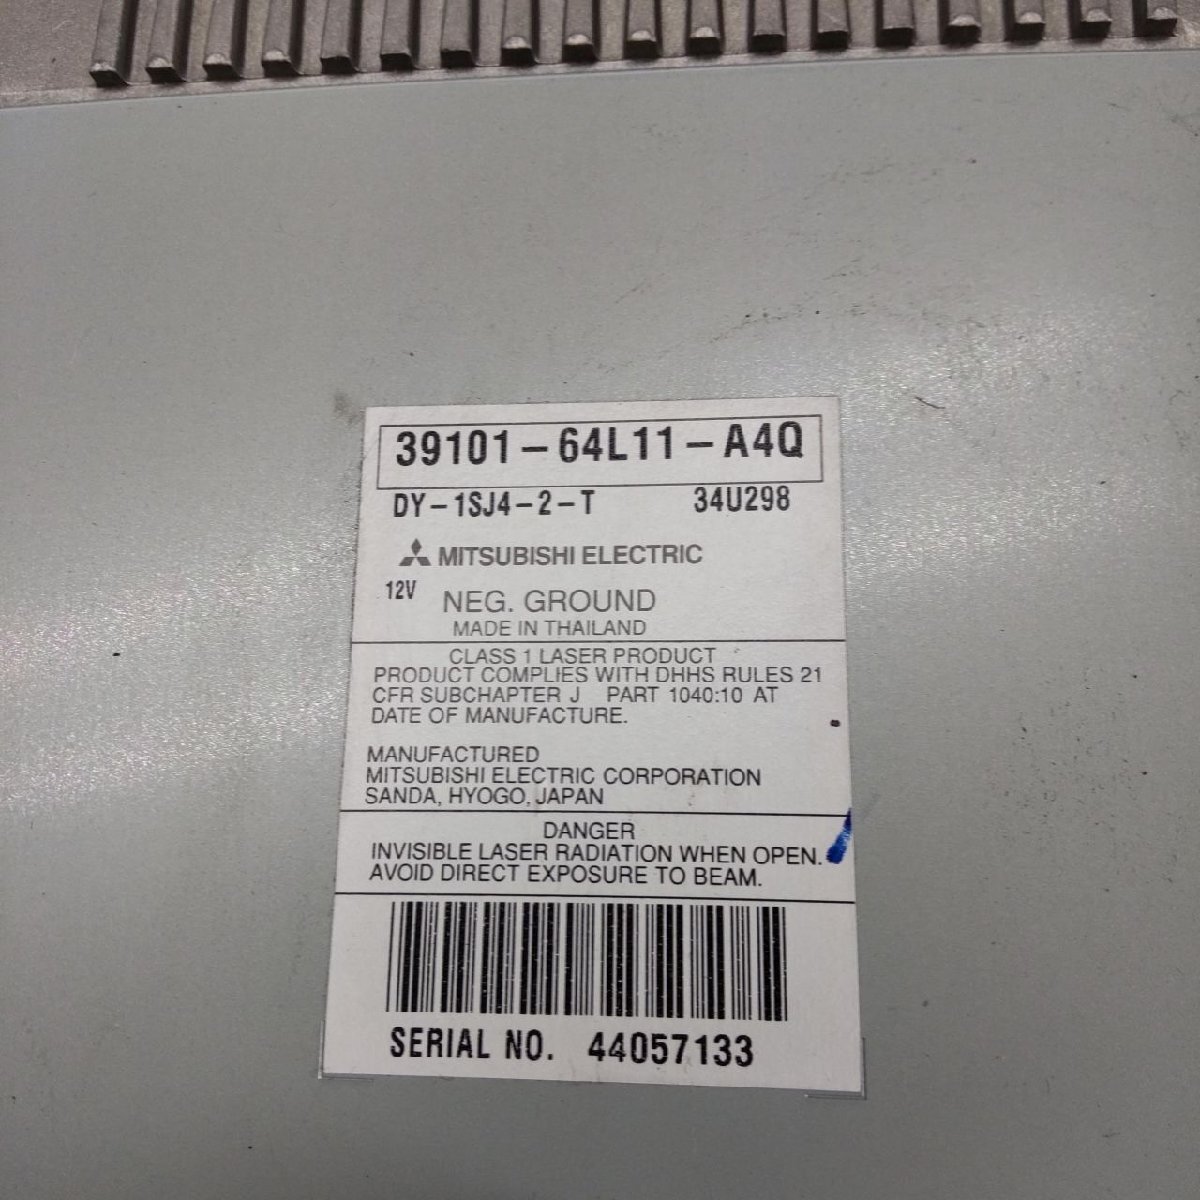 39101-64L11-A4Q
DY-1SJ4-2-T 34U298
MITSUBISHI ELECTRIC
12V NEG. GROUND
MADE IN THAILAND
CLASS 1 LASER PRODUCT
PRODUCT COMPLIES WITH DHHS RULES 21
CFR SUBCHAPTER J PART 1040:10 AT
DATE OF MANUFACTURE.
MANUFACTURED
MITSUBISHI ELECTRIC CORPORATION
SANDA, HYOGO, JAPAN
DANGER
INVISIBLE LASER RADIATION WHEN OPEN.
AVOID DIRECT EXPOSURE TO BEAM.
SERIAL NO. 44057133